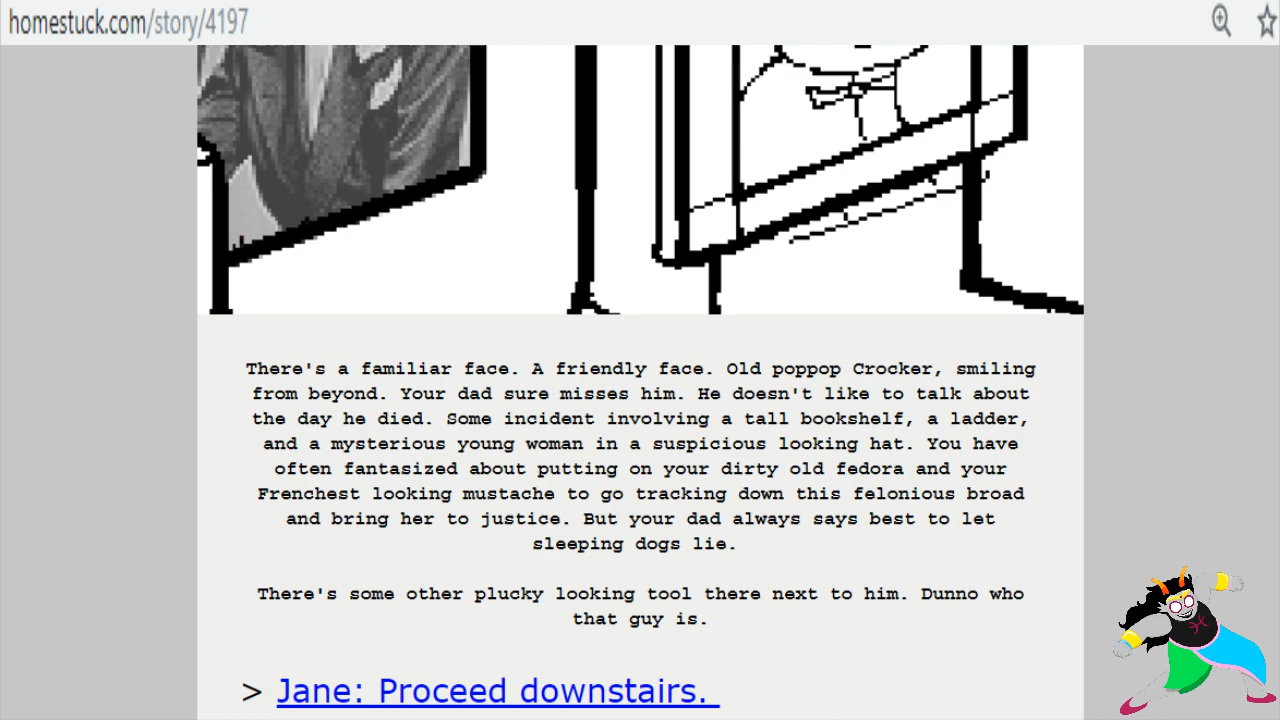 homestuck.com/story/4197
There's a familiar face. A friendly face. Old poppop Crocker, smiling
from beyond. Your dad sure misses him. He doesn't like to talk about
the day he died. Some incident involving a tall bookshelf, a ladder,
and a mysterious young woman in a suspicious looking hat. You have
often fantasized about putting on your dirty old fedora and your
Frenchest looking mustache to go tracking down this felonious broad
and bring her to justice. But your dad always says best to let
sleeping dogs lie.
There's some other plucky looking tool there next to him. Dunno who
that guy is.
> Jane: Proceed downstairs.